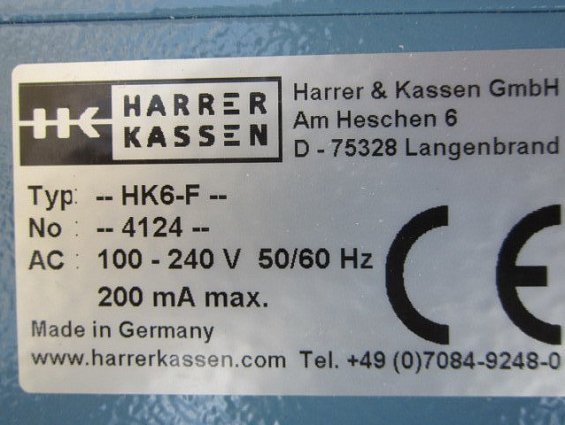 HK HARRER KASSEN
Harrer & Kassen GmbH
Am Heschen 6
D - 75328 Langenbrand
Typ: -- HK6-F --
No : -- 4124 --
AC : 100 - 240 V 50/60 Hz
200 mA max.
CE
Made in Germany
www.harrerkassen.com Tel. +49 (0)7084-9248-0